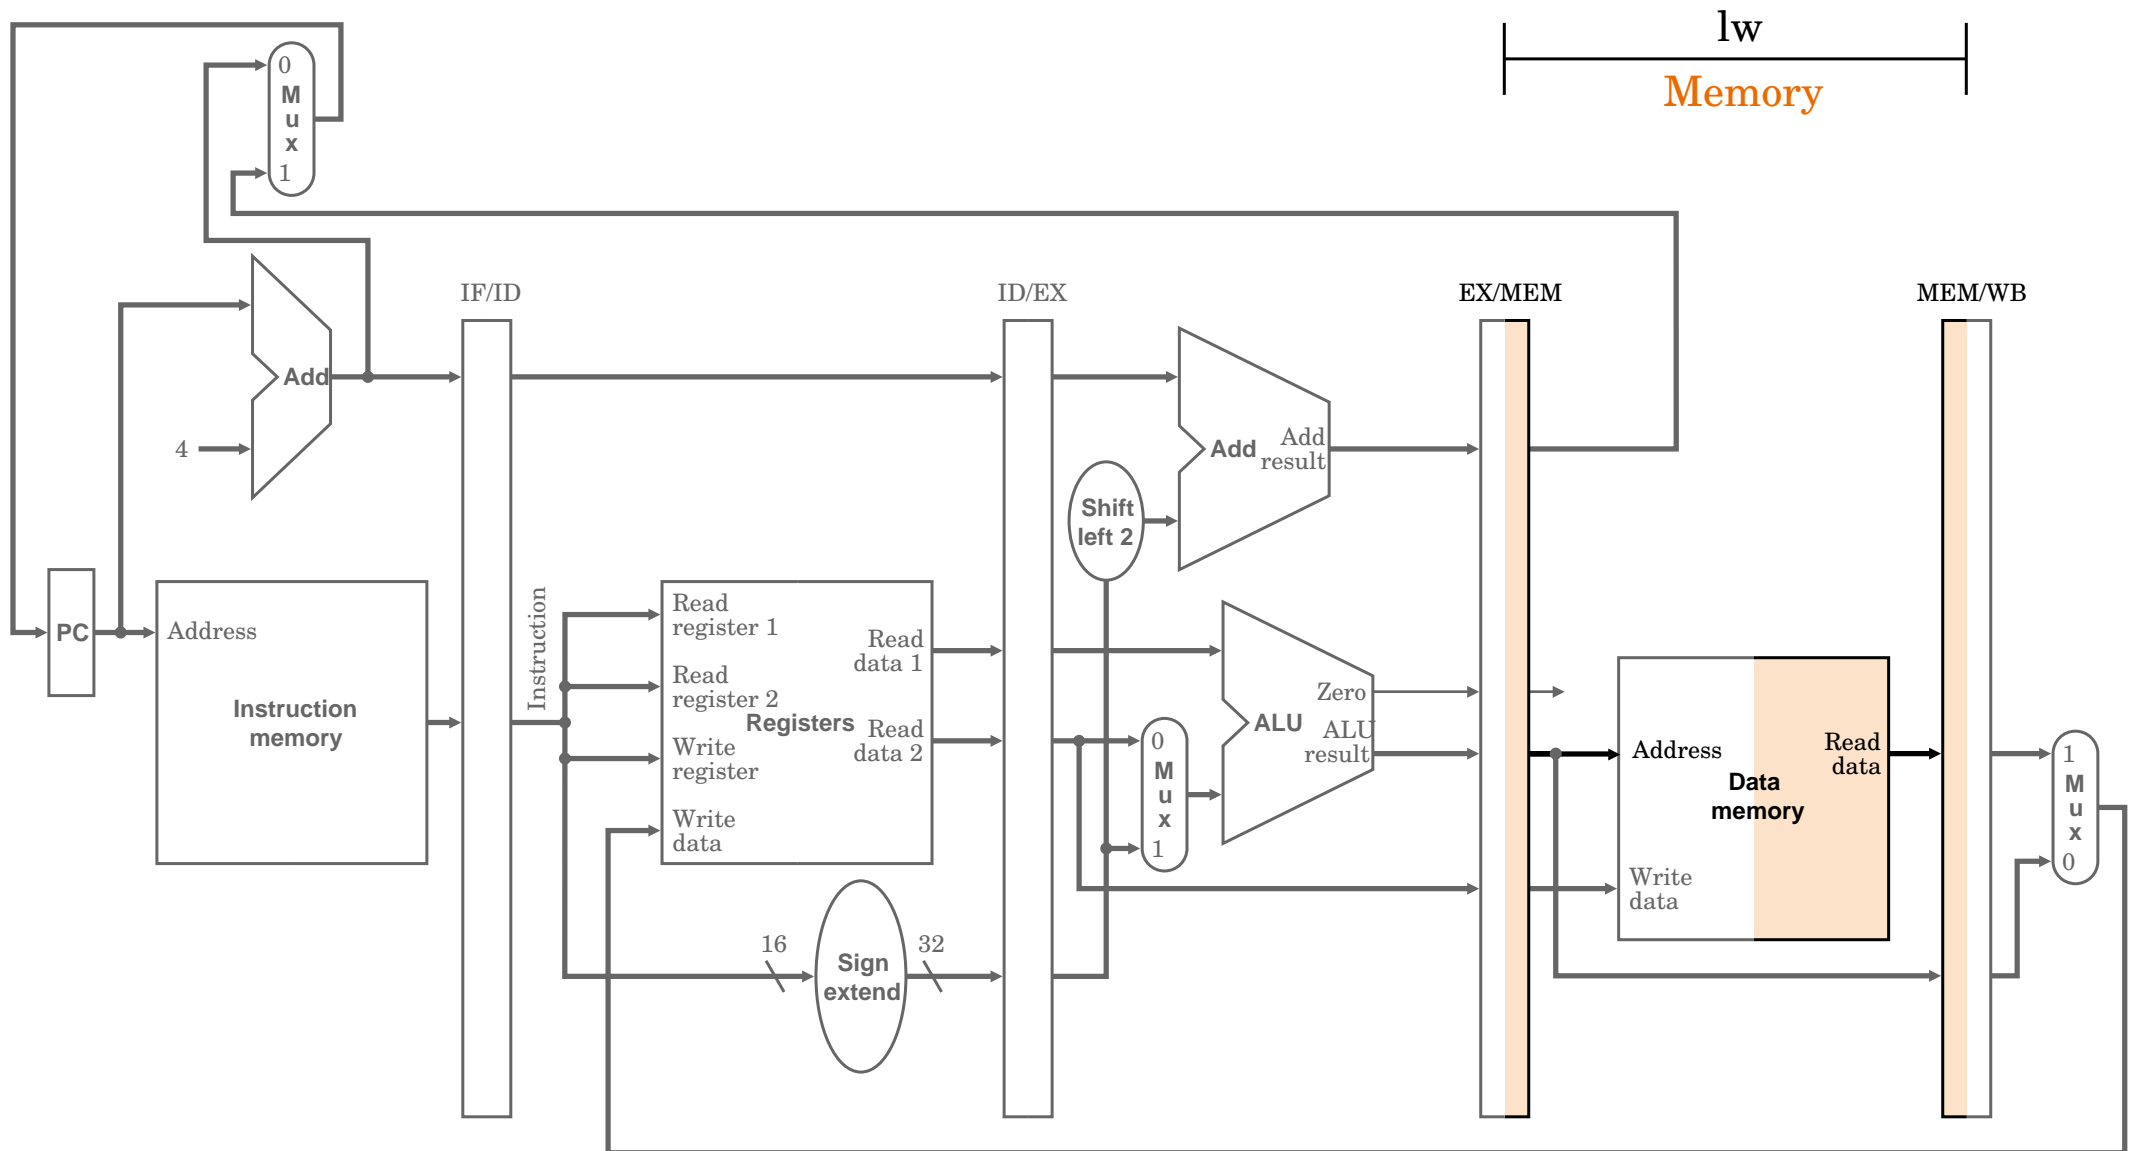 lw
Memory
0
M
u
x
1
IF/ID
ID/EX
EX/MEM
MEM/WB
Add
4
Add
Add
result
Shift
left 2
PC
Address
Instruction
memory
Instruction
Read
register 1
Read
register 2
Write
register
Write
data
Registers
Read
data 1
Read
data 2
16
Sign
extend
32
0
M
u
x
1
Zero
ALU
ALU
result
Address
Read
data
Data
memory
Write
data
1
M
u
x
0